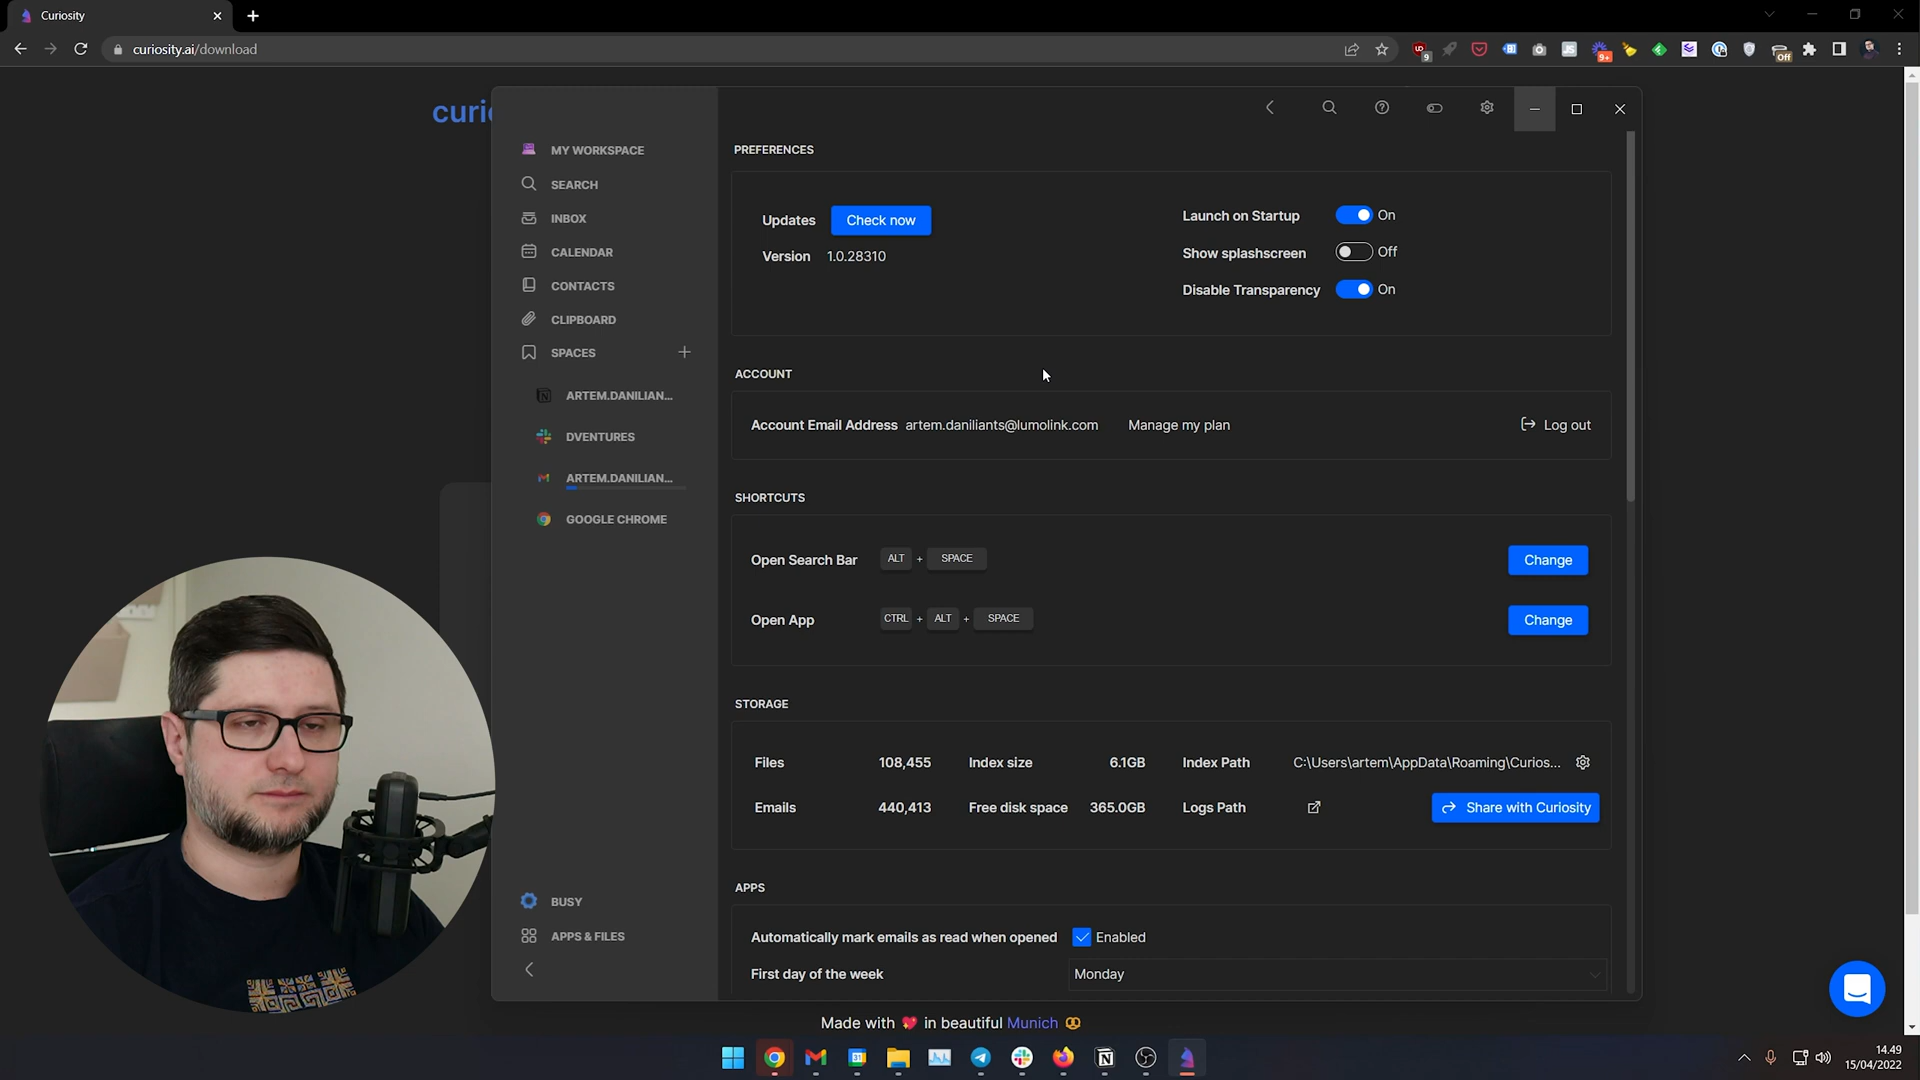 Curiosity
curiosity.ai/download
9
9+
Off
curi
MY WORKSPACE
SEARCH
INBOX
CALENDAR
CONTACTS
CLIPBOARD
SPACES
ARTEM.DANILIAN...
DVENTURES
ARTEM.DANILIAN...
GOOGLE CHROME
BUSY
APPS & FILES
PREFERENCES
Updates Check now
Version 1.0.28310
Launch on Startup On
Show splashscreen Off
Disable Transparency On
ACCOUNT
Account Email Address artem.daniliants@lumolink.com Manage my plan Log out
SHORTCUTS
Open Search Bar ALT + SPACE Change
Open App CTRL + ALT + SPACE Change
STORAGE
Files 108,455 Index size 6.1GB Index Path C:\Users\artem\AppData\Roaming\Curios...
Emails 440,413 Free disk space 365.0GB Logs Path Share with Curiosity
APPS
Automatically mark emails as read when opened Enabled
First day of the week Monday
Made with ❤️ in beautiful Munich 🥨
14.49
15/04/2022